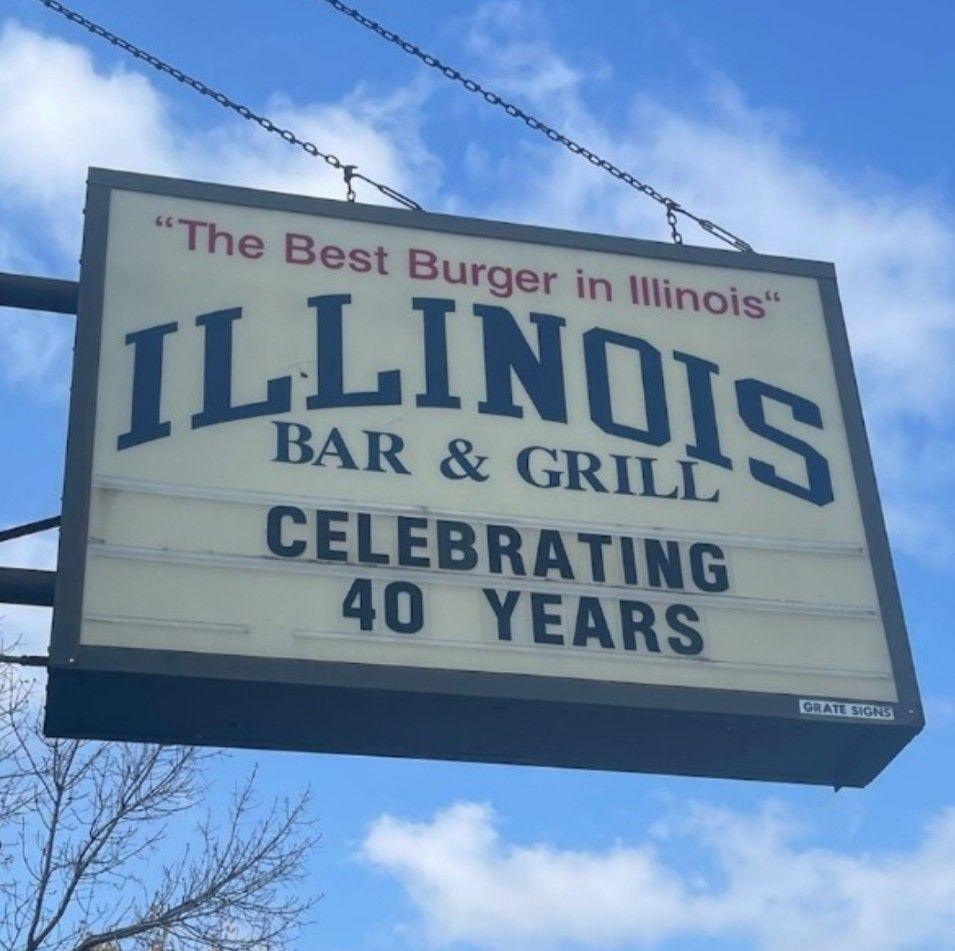 “The Best Burger in Illinois“
ILLINOIS
BAR & GRILL
CELEBRATING
40 YEARS
GRATE SIGNS